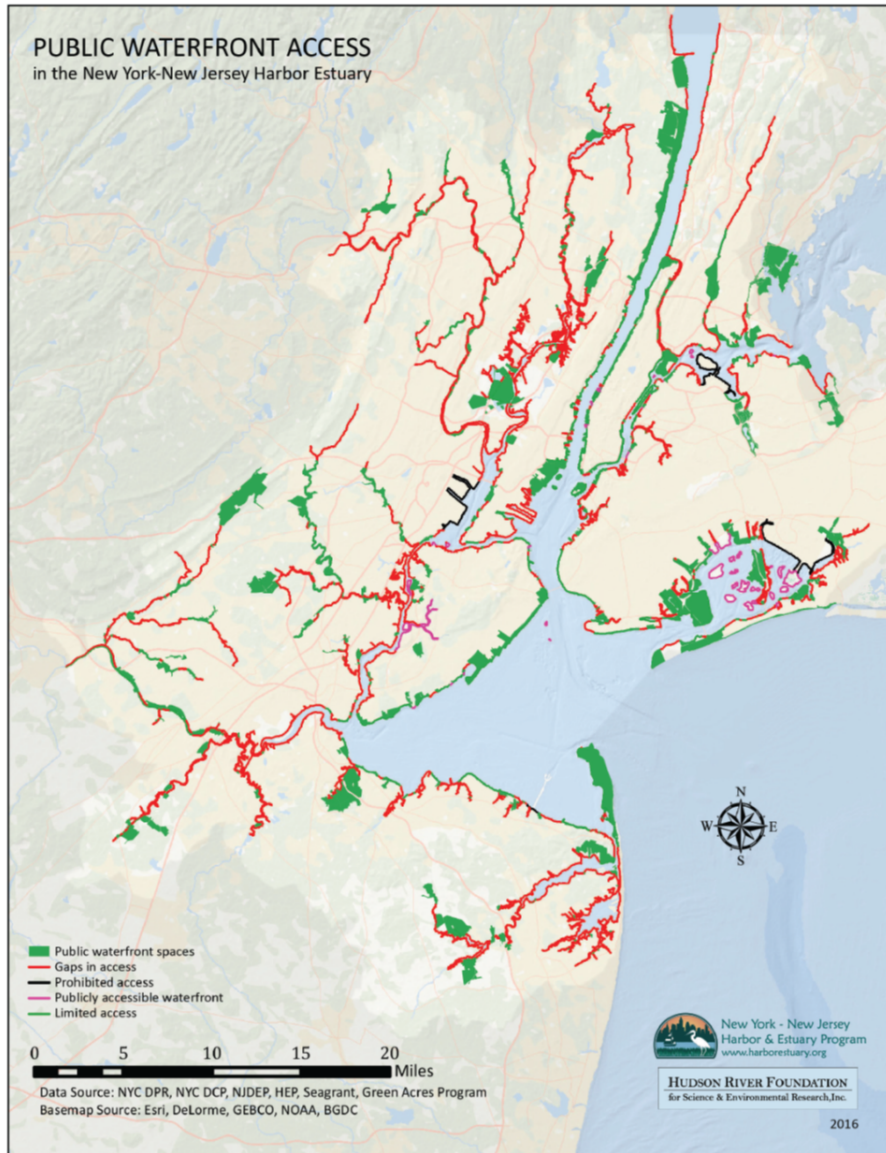 PUBLIC WATERFRONT ACCESS
in the New York-New Jersey Harbor Estuary
N
W
E
S
Public waterfront spaces
Gaps in access
Prohibited access
Publicly accessible waterfront
Limited access
0 5 10 15 20
Miles
Data Source: NYC DPR, NYC DCP, NJDEP, HEP, Seagrant, Green Acres Program
Basemap Source: Esri, DeLorme, GEBCO, NOAA, BGDC
New York - New Jersey
Harbor & Estuary Program
www.harborestuary.org
HUDSON RIVER FOUNDATION
for Science & Environmental Research, Inc.
2016